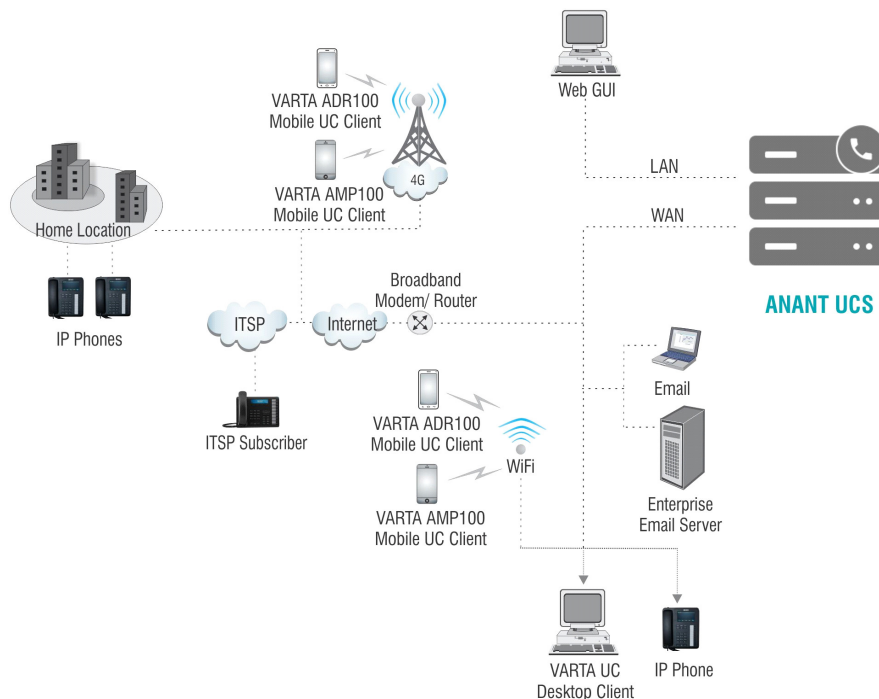 Web GUI
VARTA ADR100
Mobile UC Client
VARTA AMP100
Mobile UC Client
4G
LAN
WAN
Home Location
IP Phones
Broadband
Modem/ Router
ITSP
Internet
ANANT UCS
ITSP Subscriber
VARTA ADR100
Mobile UC Client
WiFi
VARTA AMP100
Mobile UC Client
Email
Enterprise
Email Server
VARTA UC
Desktop Client
IP Phone